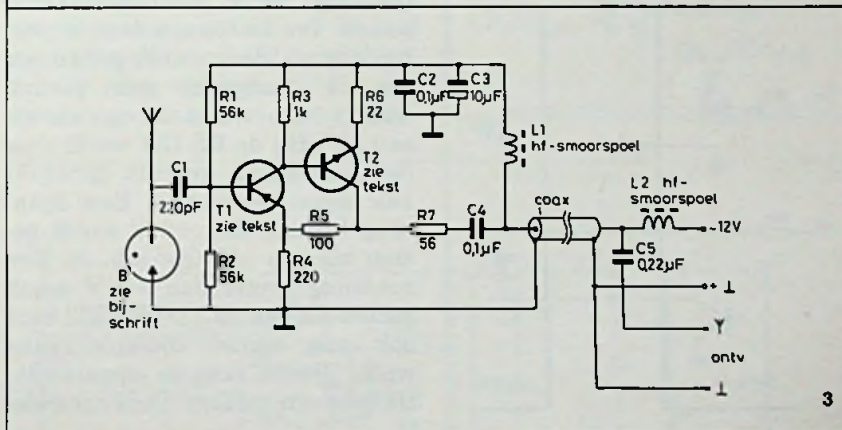 R1
56k
R3
1k
R6
22
C2
0,1µF
C3
10µF
L1
hf-smoorspoel
C1
220pF
T1
zie tekst
T2
zie
tekst
R5
100
R7
56
C4
0,1µF
coax
L2 hf-
smoorspoel
~12V
C5
0,22µF
+ ⊥
Y
ontv
⊥
B
zie
bij-
schrift
R2
56k
R4
220
3